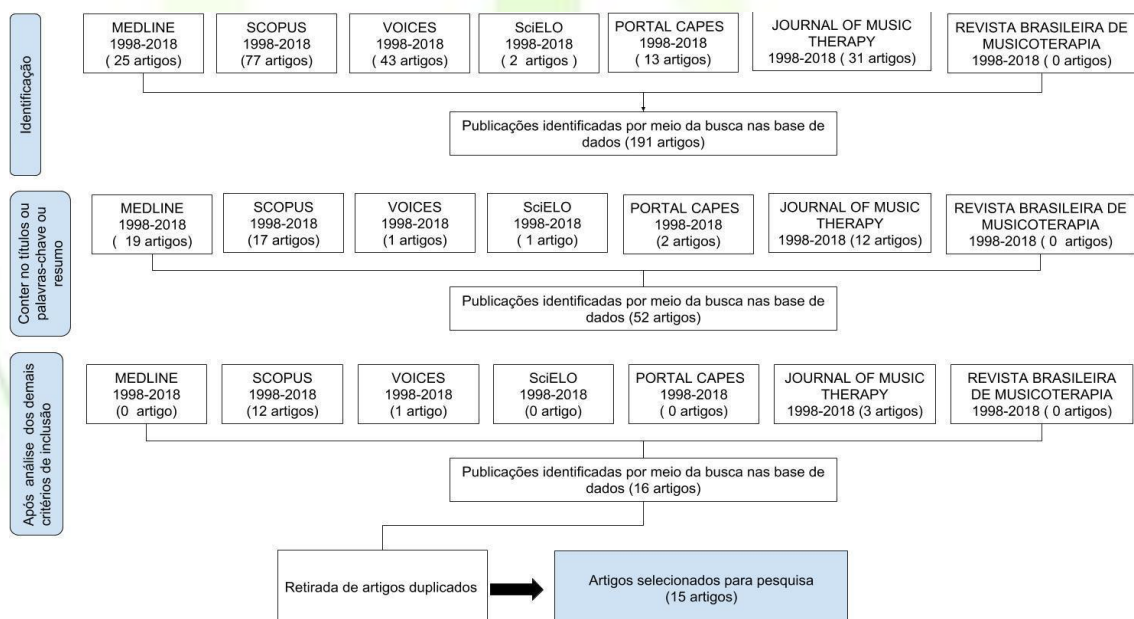 Identificação
MEDLINE
1998-2018
( 25 artigos)
SCOPUS
1998-2018
(77 artigos)
VOICES
1998-2018
( 43 artigos)
SciELO
1998-2018
( 2 artigos )
PORTAL CAPES
1998-2018
( 13 artigos)
JOURNAL OF MUSIC
THERAPY
1998-2018 ( 31 artigos)
REVISTA BRASILEIRA DE
MUSICOTERAPIA
1998-2018 ( 0 artigos)
Publicações identificadas por meio da busca nas base de
dados (191 artigos)
Conter no títulos ou
palavras-chave ou
resumo
MEDLINE
1998-2018
( 19 artigos)
SCOPUS
1998-2018
(17 artigos)
VOICES
1998-2018
(1 artigos)
SciELO
1998-2018
( 1 artigo)
PORTAL CAPES
1998-2018
(2 artigos)
JOURNAL OF MUSIC
THERAPY
1998-2018 (12 artigos)
REVISTA BRASILEIRA DE
MUSICOTERAPIA
1998-2018 ( 0 artigos)
Publicações identificadas por meio da busca nas base de
dados (52 artigos)
Após análise dos demais
critérios de inclusão
MEDLINE
1998-2018
(0 artigo)
SCOPUS
1998-2018
(12 artigos)
VOICES
1998-2018
(1 artigo)
SciELO
1998-2018
(0 artigo)
PORTAL CAPES
1998-2018
( 0 artigos)
JOURNAL OF MUSIC
THERAPY
1998-2018 (3 artigos)
REVISTA BRASILEIRA
DE MUSICOTERAPIA
1998-2018 ( 0 artigos)
Publicações identificadas por meio da busca nas base de
dados (16 artigos)
Retirada de artigos duplicados
Artigos selecionados para pesquisa
(15 artigos)